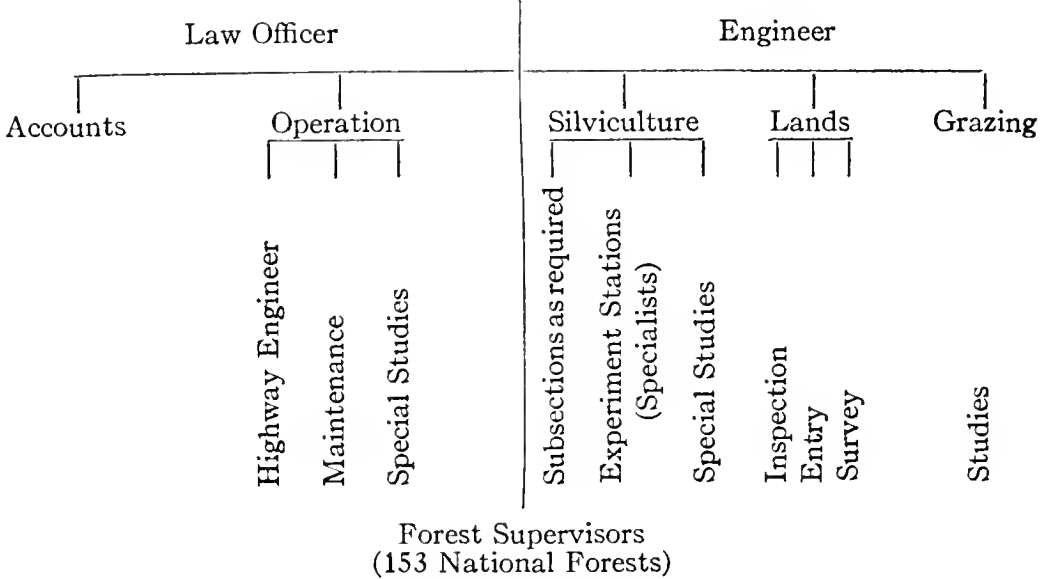 Law Officer
Engineer
Accounts
Operation
Silviculture
Lands
Grazing
Highway Engineer
Maintenance
Special Studies
Subsections as required
Experiment Stations
(Specialists)
Special Studies
Inspection
Entry
Survey
Studies
Forest Supervisors
(153 National Forests)